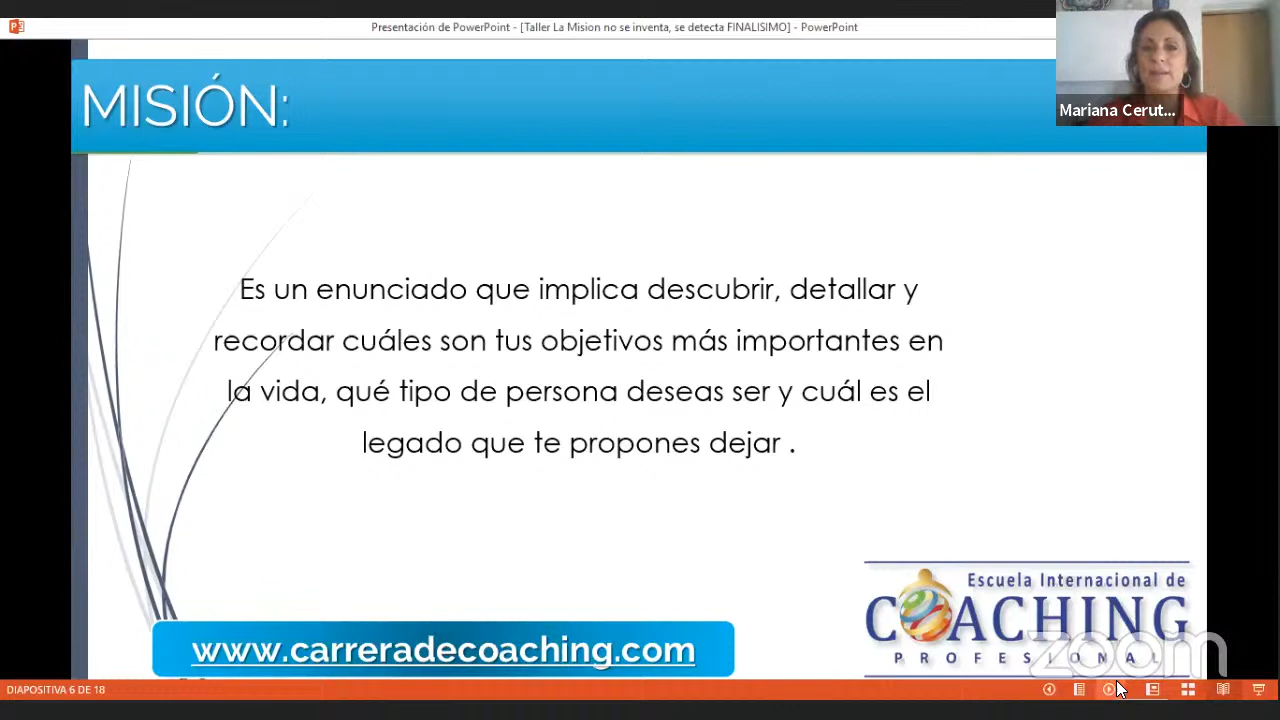 Presentación de PowerPoint - [Taller La Mision no se inventa, se detecta FINALISIMO] - PowerPoint
MISIÓN:
Mariana Cerut...
Es un enunciado que implica descubrir, detallar y
recordar cuáles son tus objetivos más importantes en
la vida, qué tipo de persona deseas ser y cuál es el
legado que te propones dejar .
Escuela Internacional de
COACHING
PROFESIONAL
www.carreradecoaching.com
zoom
DIAPOSITIVA 6 DE 18